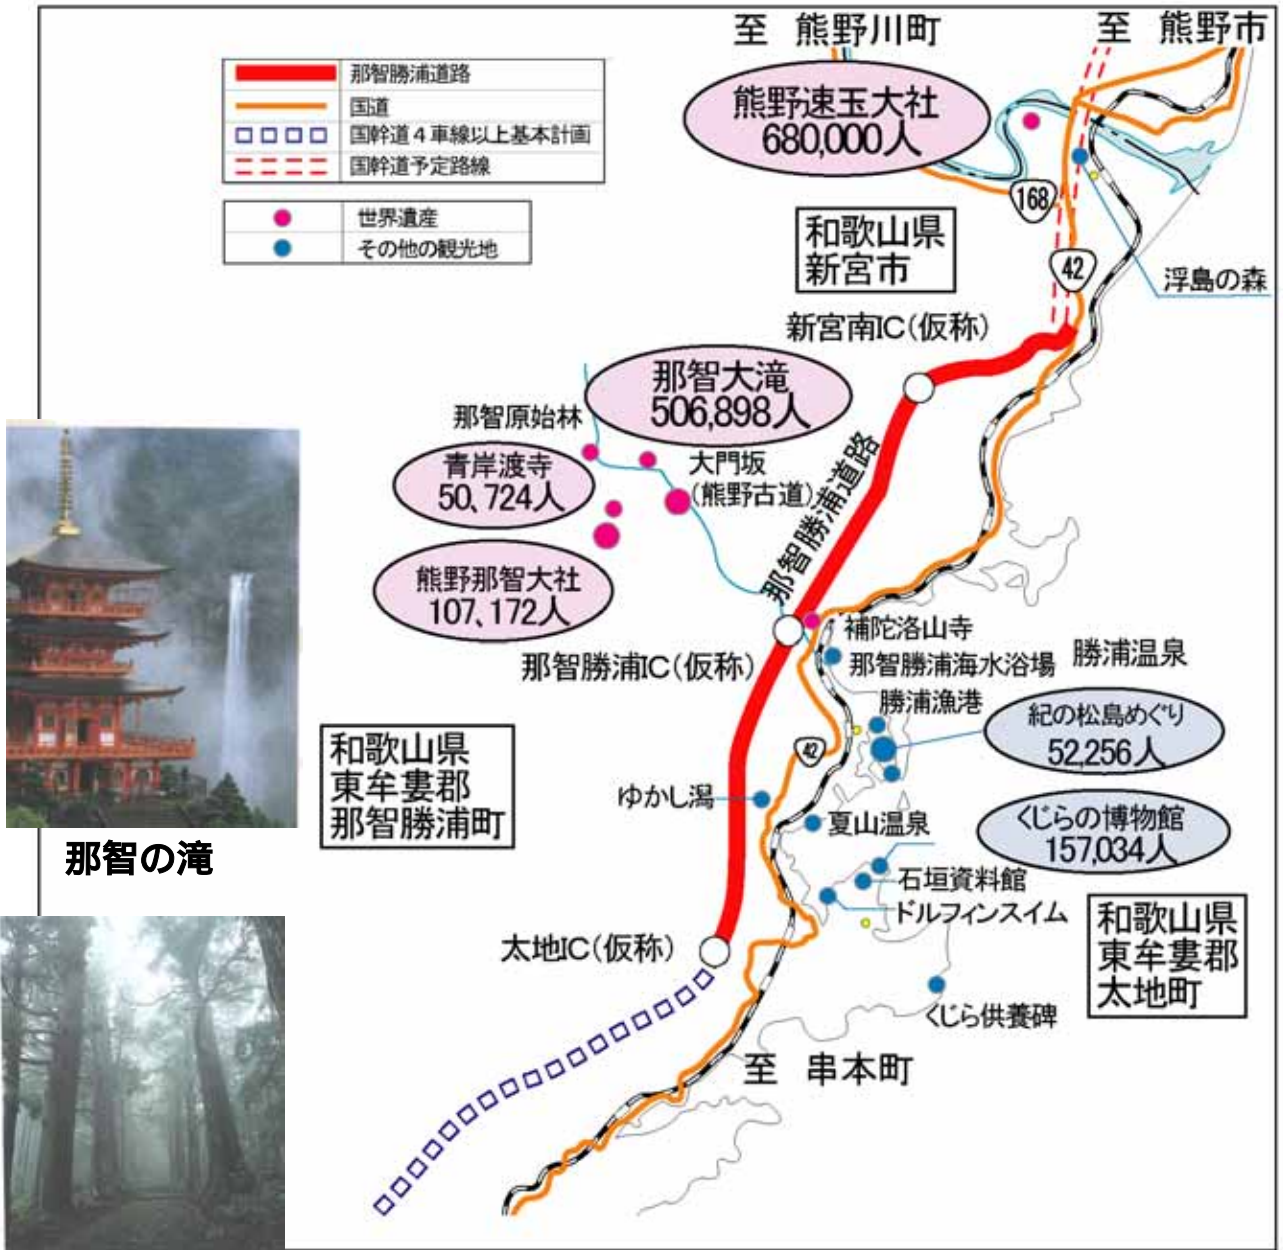 至 熊野川町
至 熊野市
那智勝浦道路
国道
国幹道4車線以上基本計画
国幹道予定路線
世界遺産
その他の観光地
熊野速玉大社
680,000人
168
和歌山県
新宮市
42
浮島の森
新宮南IC(仮称)
那智大滝
506,898人
那智原始林
青岸渡寺
50,724人
大門坂
(熊野古道)
那智勝浦道路
熊野那智大社
107,172人
補陀洛山寺
那智勝浦IC(仮称)
那智勝浦海水浴場
勝浦温泉
勝浦漁港
紀の松島めぐり
52,256人
和歌山県
東牟婁郡
那智勝浦町
42
ゆかし潟
夏山温泉
くじらの博物館
157,034人
那智の滝
石垣資料館
ドルフィンスイム
和歌山県
東牟婁郡
太地町
太地IC(仮称)
くじら供養碑
至 串本町